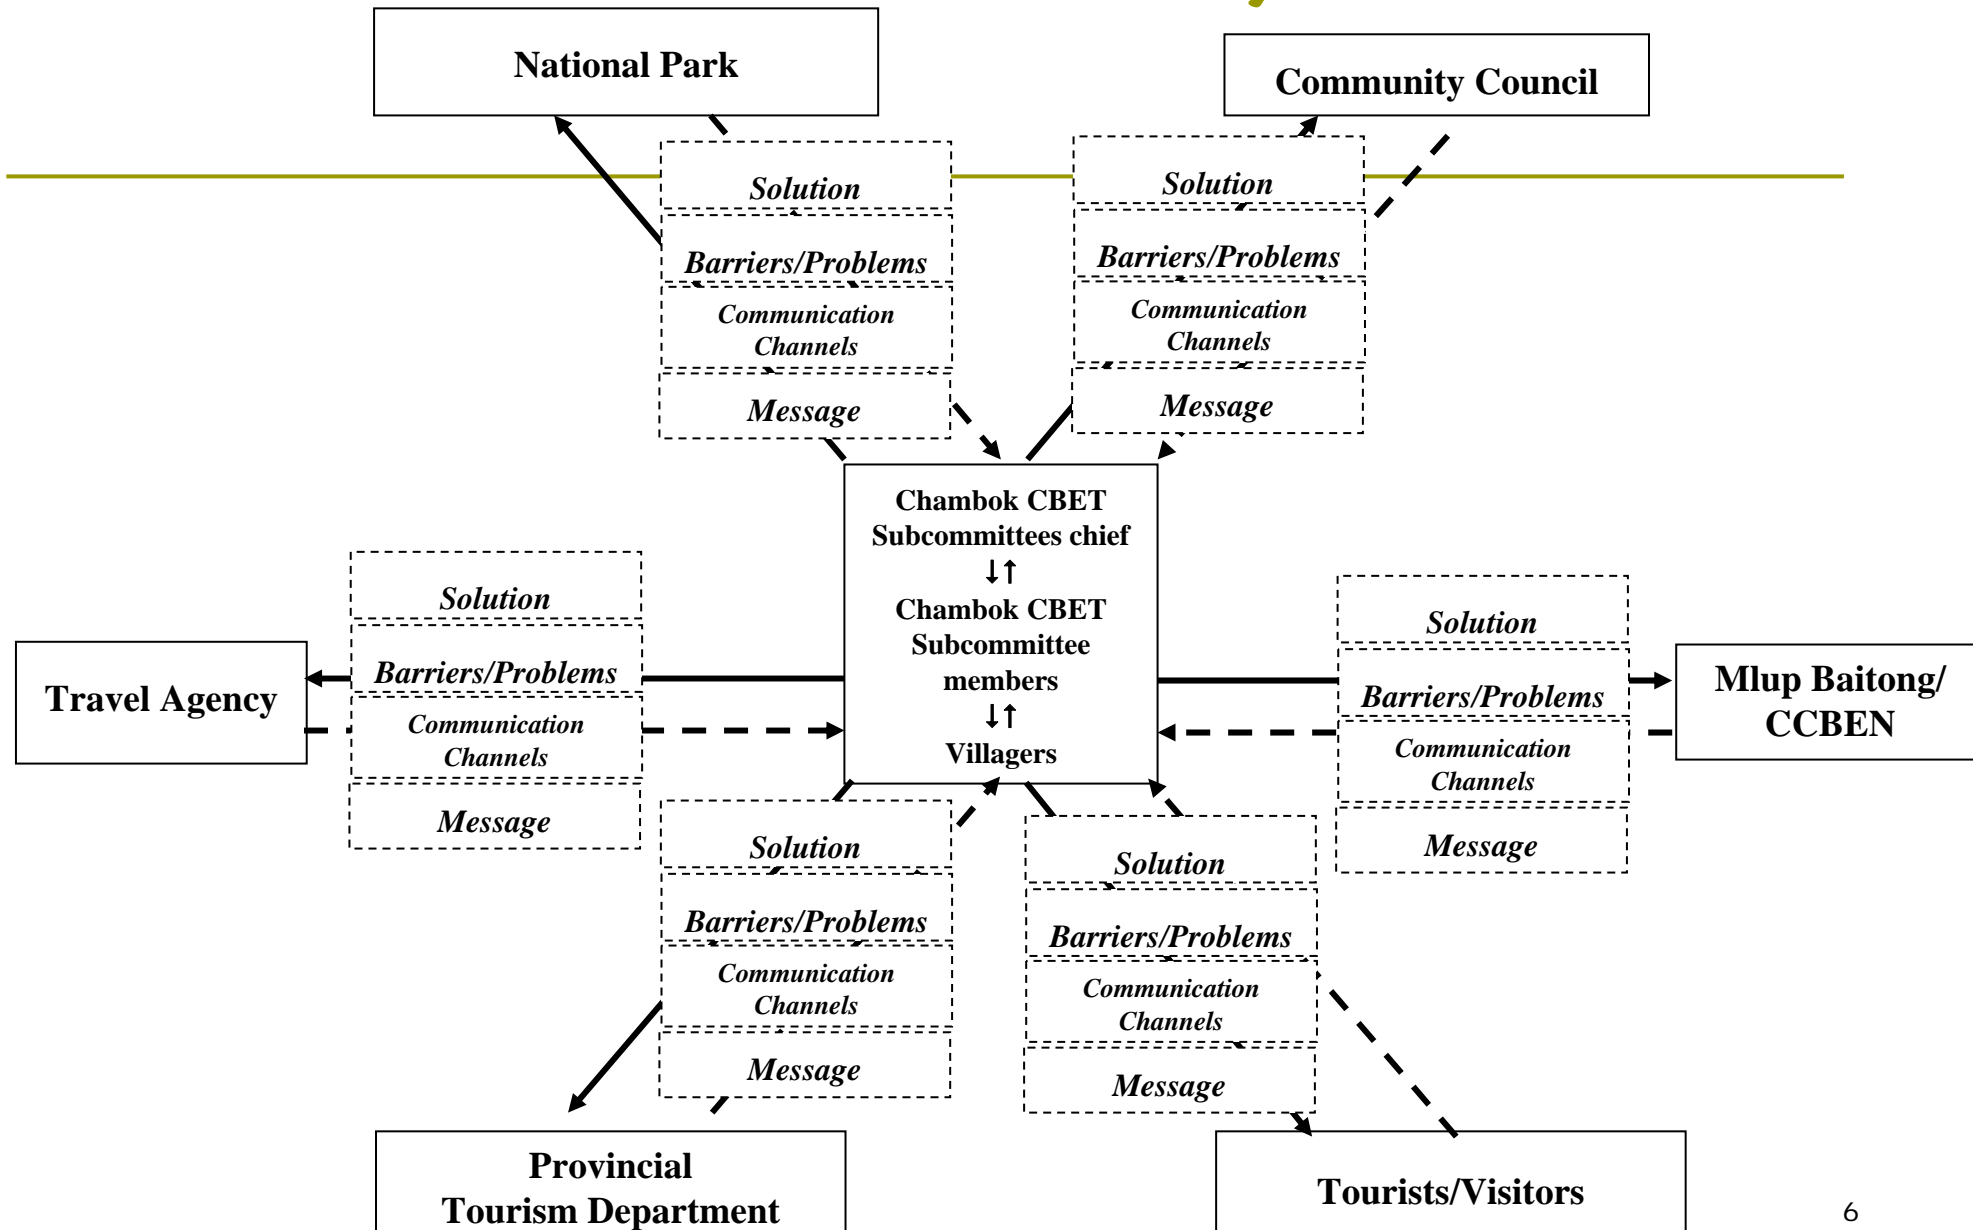 National Park
Community Council
Solution
Barriers/Problems
Communication
Channels
Message
Solution
Barriers/Problems
Communication
Channels
Message
Chambok CBET
Subcommittees chief
↓↑
Chambok CBET
Subcommittee
members
↓↑
Villagers
Travel Agency
Solution
Barriers/Problems
Communication
Channels
Message
Solution
Barriers/Problems
Communication
Channels
Message
Mlup Baitong/
CCBEN
Solution
Barriers/Problems
Communication
Channels
Message
Solution
Barriers/Problems
Communication
Channels
Message
Provincial
Tourism Department
Tourists/Visitors
6